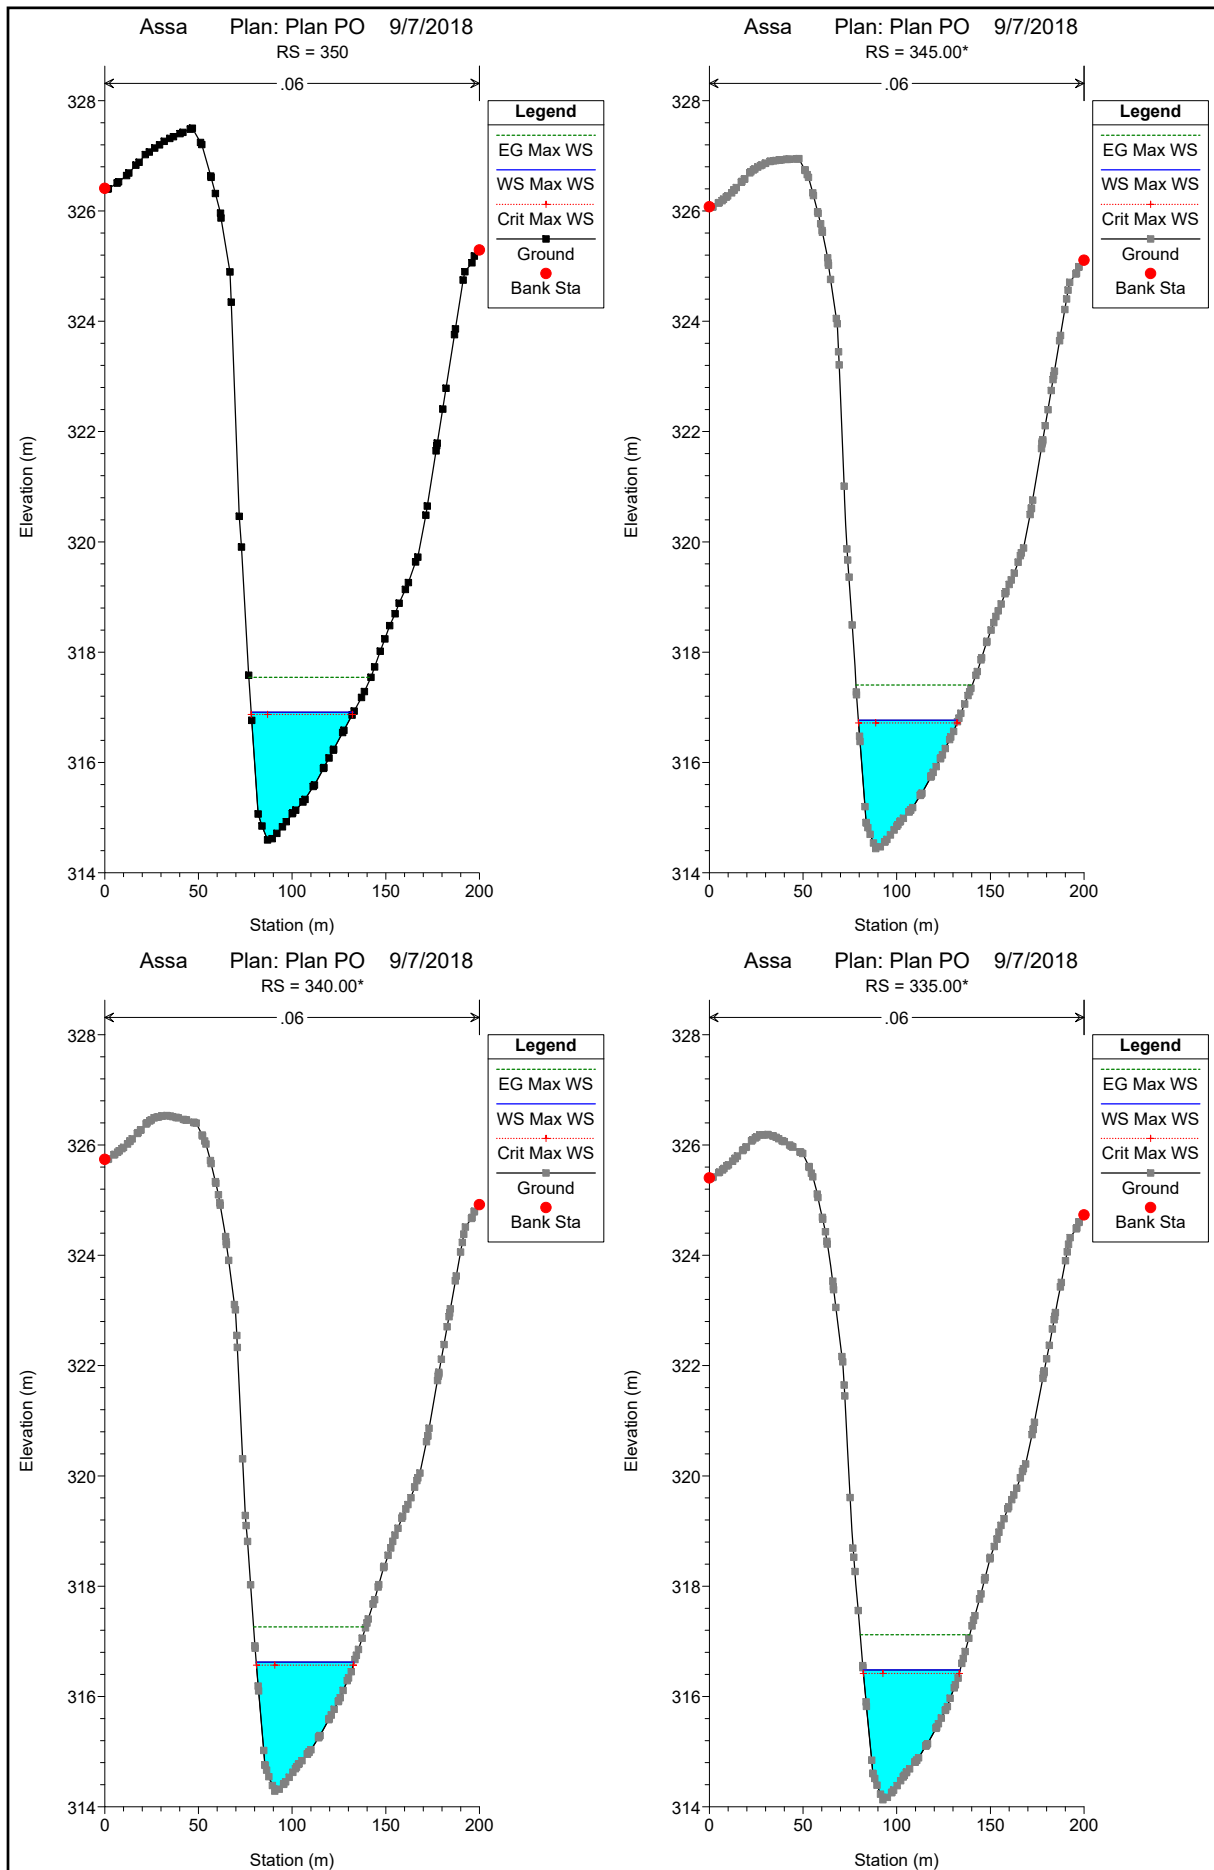 Assa Plan: Plan PO 9/7/2018
RS = 350
.06
328
326
324
322
320
318
316
314
Elevation (m)
0 50 100 150 200
Station (m)
Legend
EG Max WS
WS Max WS
Crit Max WS
Ground
Bank Sta
Assa Plan: Plan PO 9/7/2018
RS = 345.00*
.06
328
326
324
322
320
318
316
314
Elevation (m)
0 50 100 150 200
Station (m)
Legend
EG Max WS
WS Max WS
Crit Max WS
Ground
Bank Sta
Assa Plan: Plan PO 9/7/2018
RS = 340.00*
.06
328
326
324
322
320
318
316
314
Elevation (m)
0 50 100 150 200
Station (m)
Legend
EG Max WS
WS Max WS
Crit Max WS
Ground
Bank Sta
Assa Plan: Plan PO 9/7/2018
RS = 335.00*
.06
328
326
324
322
320
318
316
314
Elevation (m)
0 50 100 150 200
Station (m)
Legend
EG Max WS
WS Max WS
Crit Max WS
Ground
Bank Sta